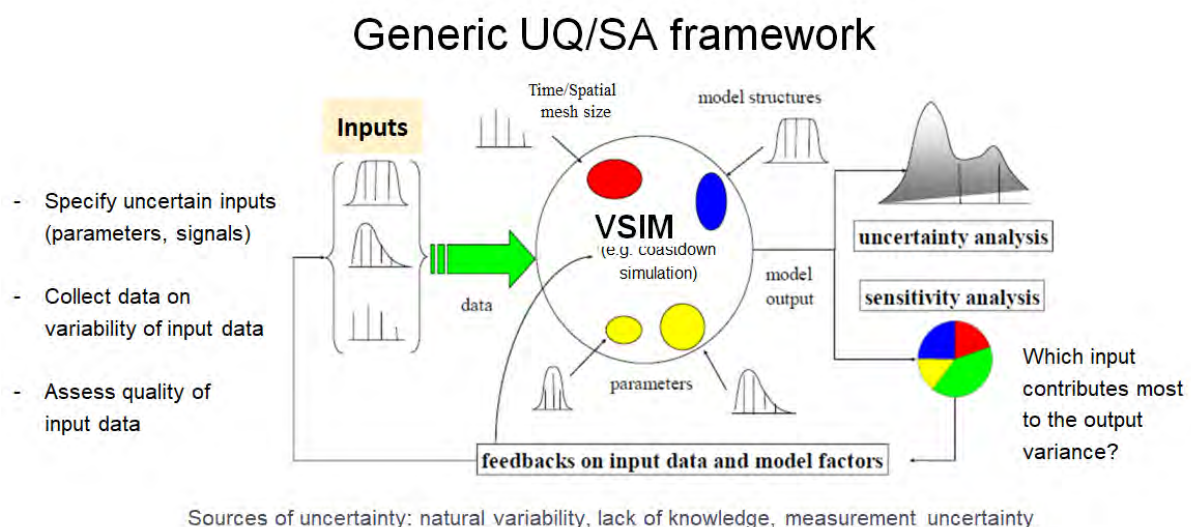 Generic UQ/SA framework
Inputs
- Specify uncertain inputs
(parameters, signals)
- Collect data on
variability of input data
- Assess quality of
input data
data
Time/Spatial
mesh size
model structures
VSIM
(e.g. coastdown
simulation)
parameters
model
output
uncertainty analysis
sensitivity analysis
Which input
contributes most
to the output
variance?
feedbacks on input data and model factors
Sources of uncertainty: natural variability, lack of knowledge, measurement uncertainty